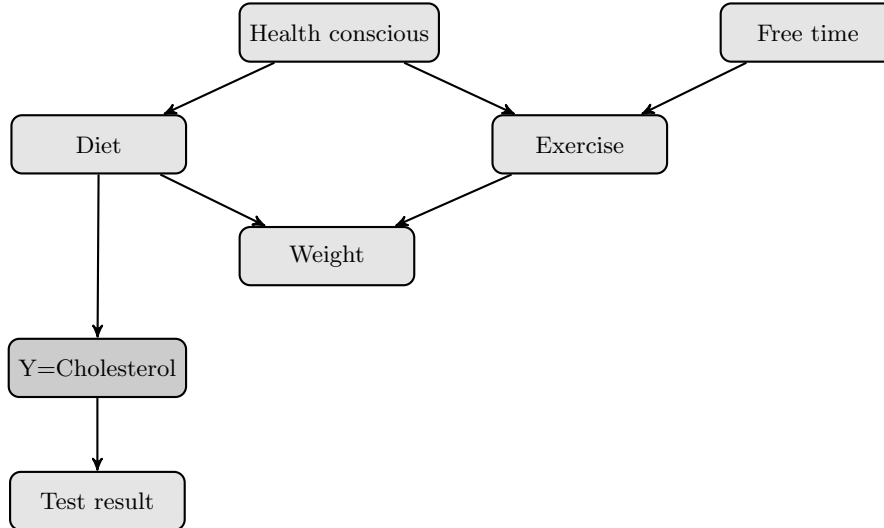 Health conscious
Free time
Diet
Exercise
Weight
Y=Cholesterol
Test result